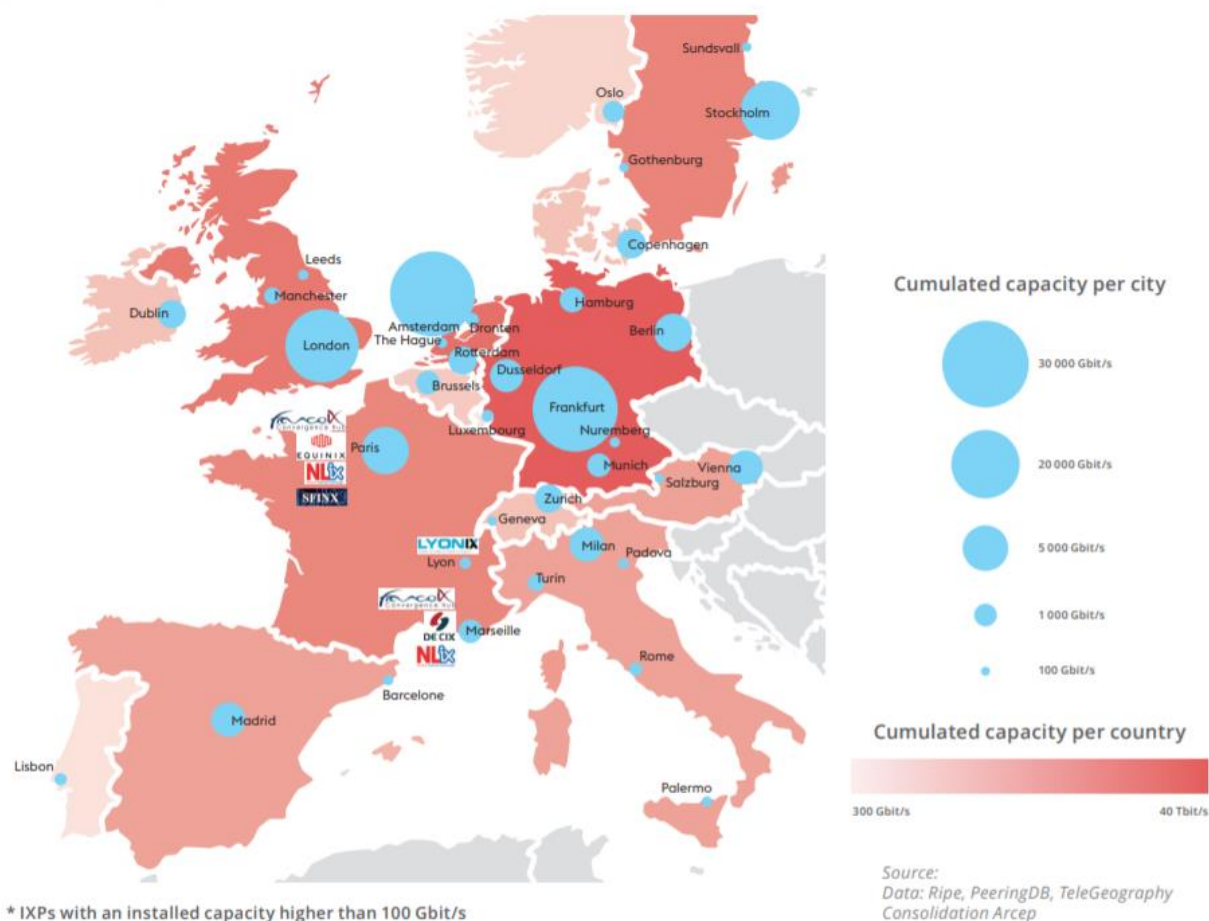 Sundsvall
Oslo
Stockholm
Gothenburg
Copenhagen
Leeds
Manchester
Dublin
London
Amsterdam
The Hague
Dronten
Rotterdam
Hamburg
Berlin
Dusseldorf
Brussels
Frankfurt
Luxembourg
Nuremberg
Munich
Paris
Convergence hub
EQUINIX
NLix
SFINX
Vienna
Salzburg
Zurich
Geneva
LYONIX
Lyon
Milan
Padova
Turin
Convergence hub
DE CIX
NLix
Marseille
Rome
Barcelone
Madrid
Lisbon
Palermo
Cumulated capacity per city
30 000 Gbit/s
20 000 Gbit/s
5 000 Gbit/s
1 000 Gbit/s
100 Gbit/s
Cumulated capacity per country
300 Gbit/s 40 Tbit/s
Source:
Data: Ripe, PeeringDB, TeleGeography
Consolidation Arcep
* IXPs with an installed capacity higher than 100 Gbit/s